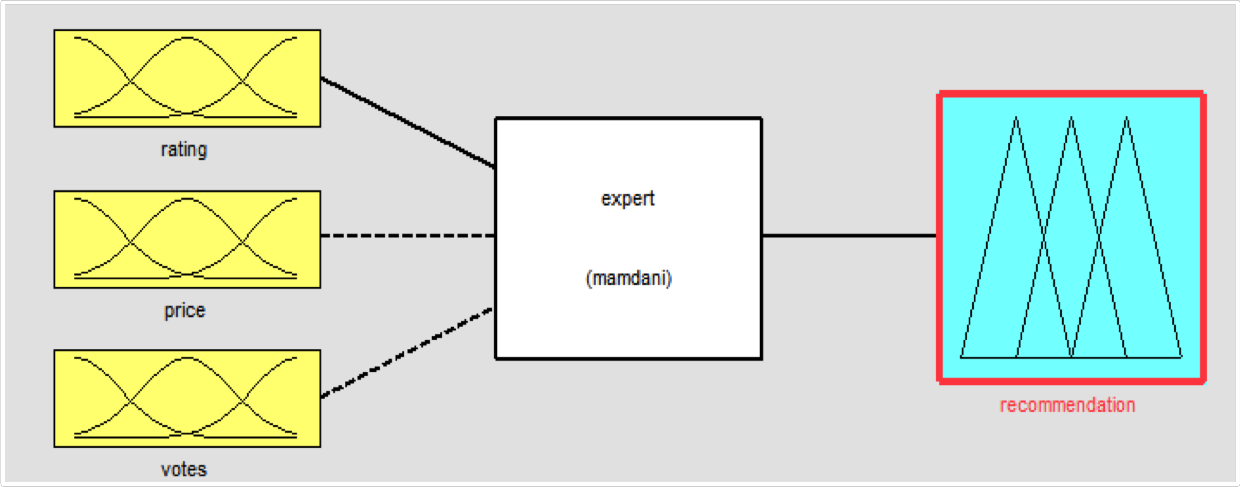 rating
price
votes
expert
(mamdani)
recommendation